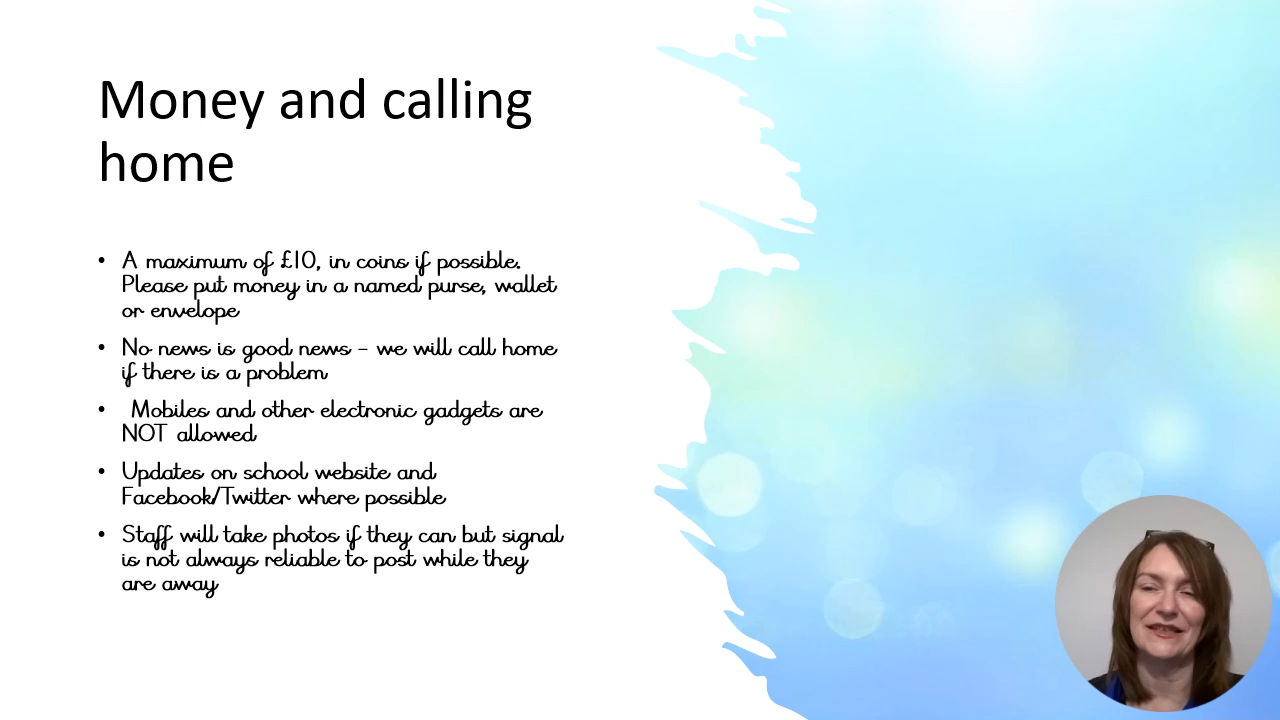 Money and calling
home
• A maximum of £10, in coins if possible.
Please put money in a named purse, wallet
or envelope
• No news is good news – we will call home
if there is a problem
• Mobiles and other electronic gadgets are
NOT allowed
• Updates on school website and
Facebook/Twitter where possible
• Staff will take photos if they can but signal
is not always reliable to post while they
are away